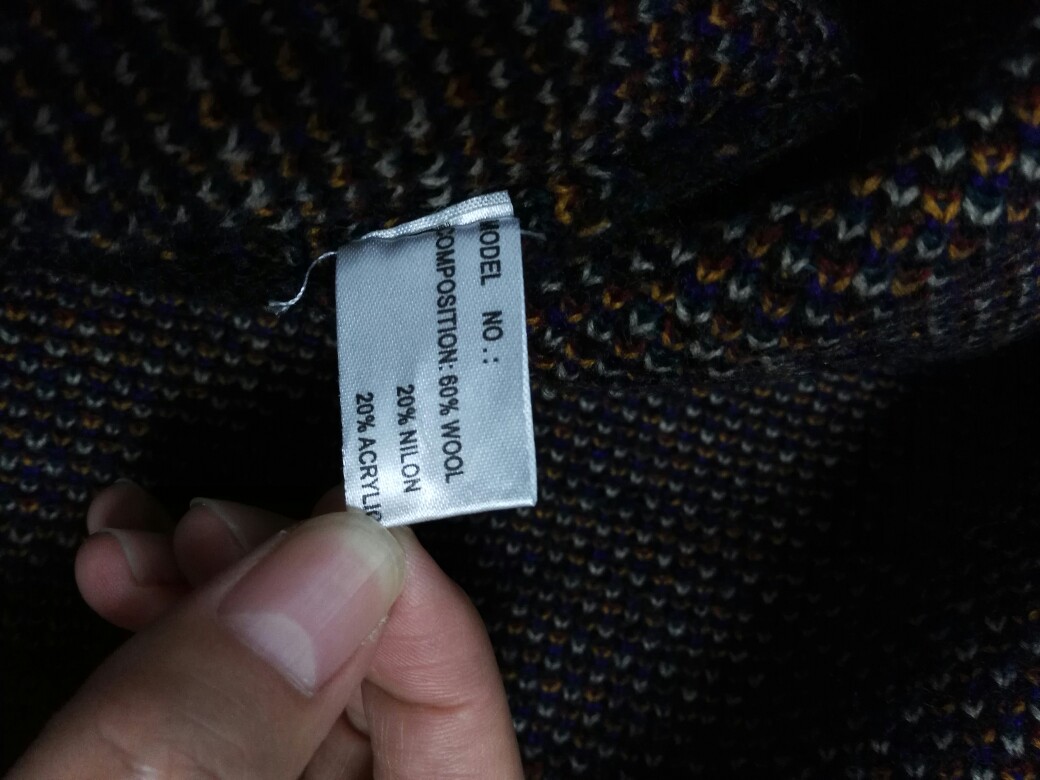 MODEL NO.:
COMPOSITION: 60% WOOL
20% NILON
20% ACRYLIC